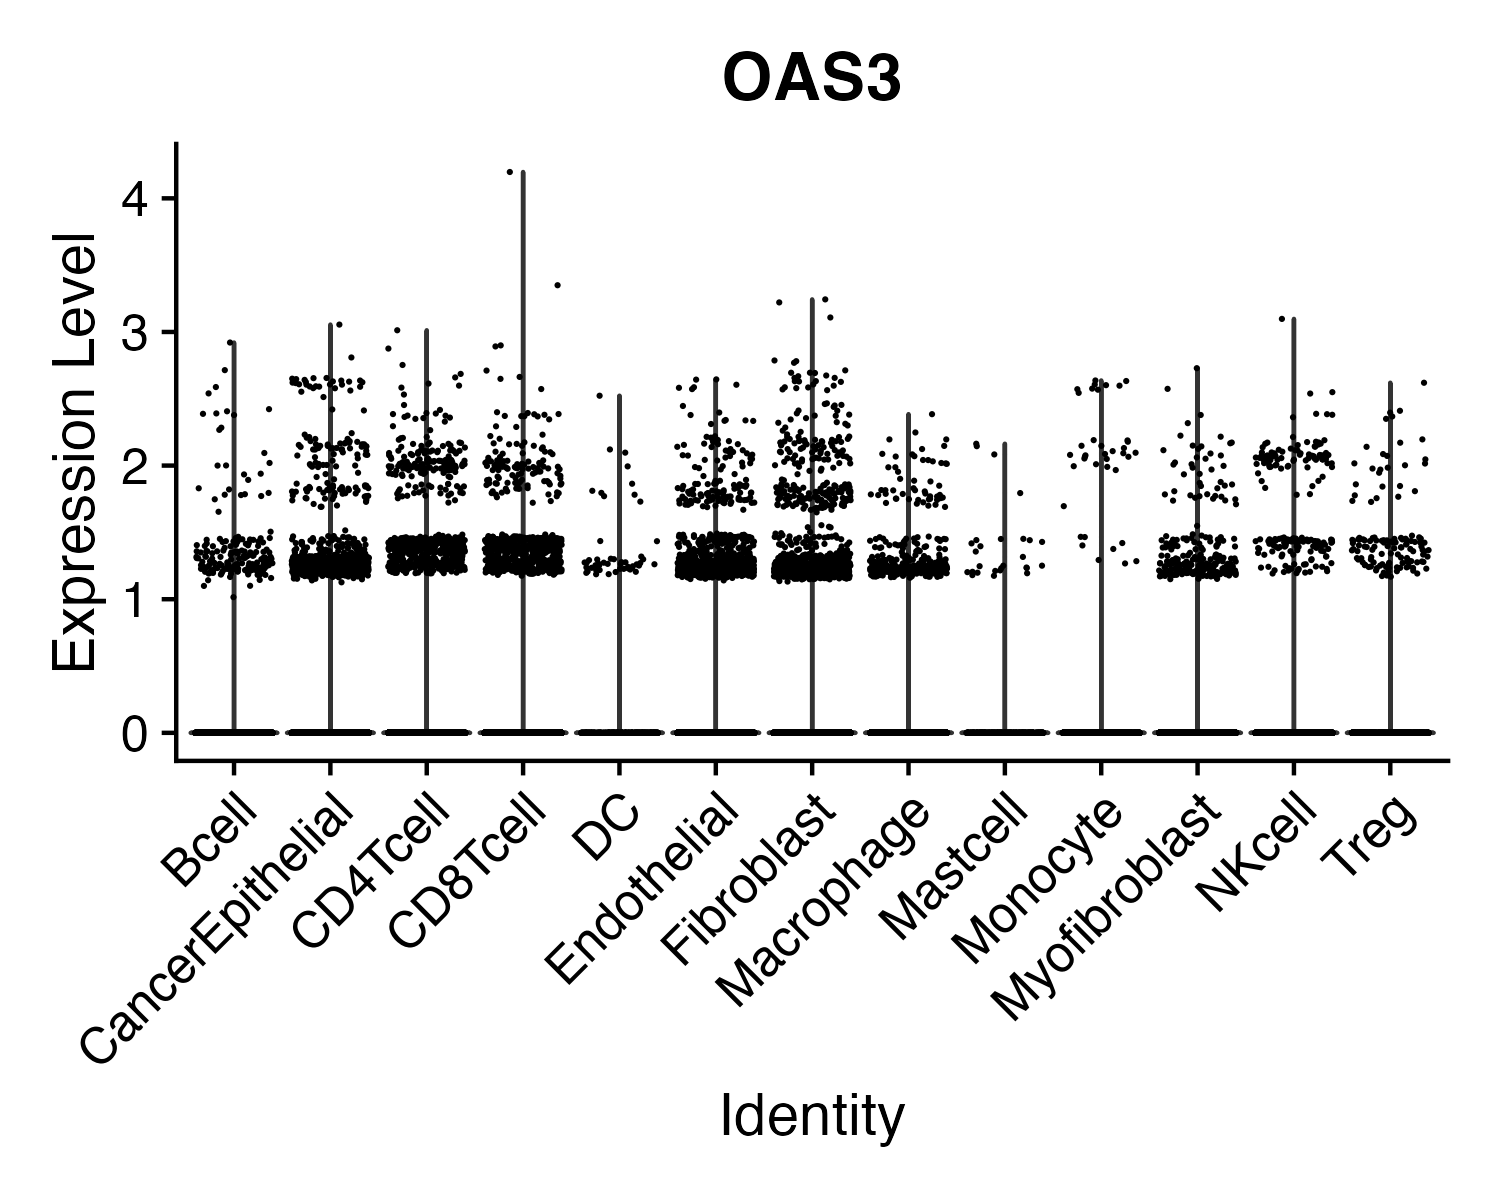 OAS3
Expression Level
4
3
2
1
0
Bcell
CancerEpithelial
CD4Tcell
CD8Tcell
DC
Endothelial
Fibroblast
Macrophage
Mastcell
Monocyte
Myofibroblast
NKcell
Treg
Identity